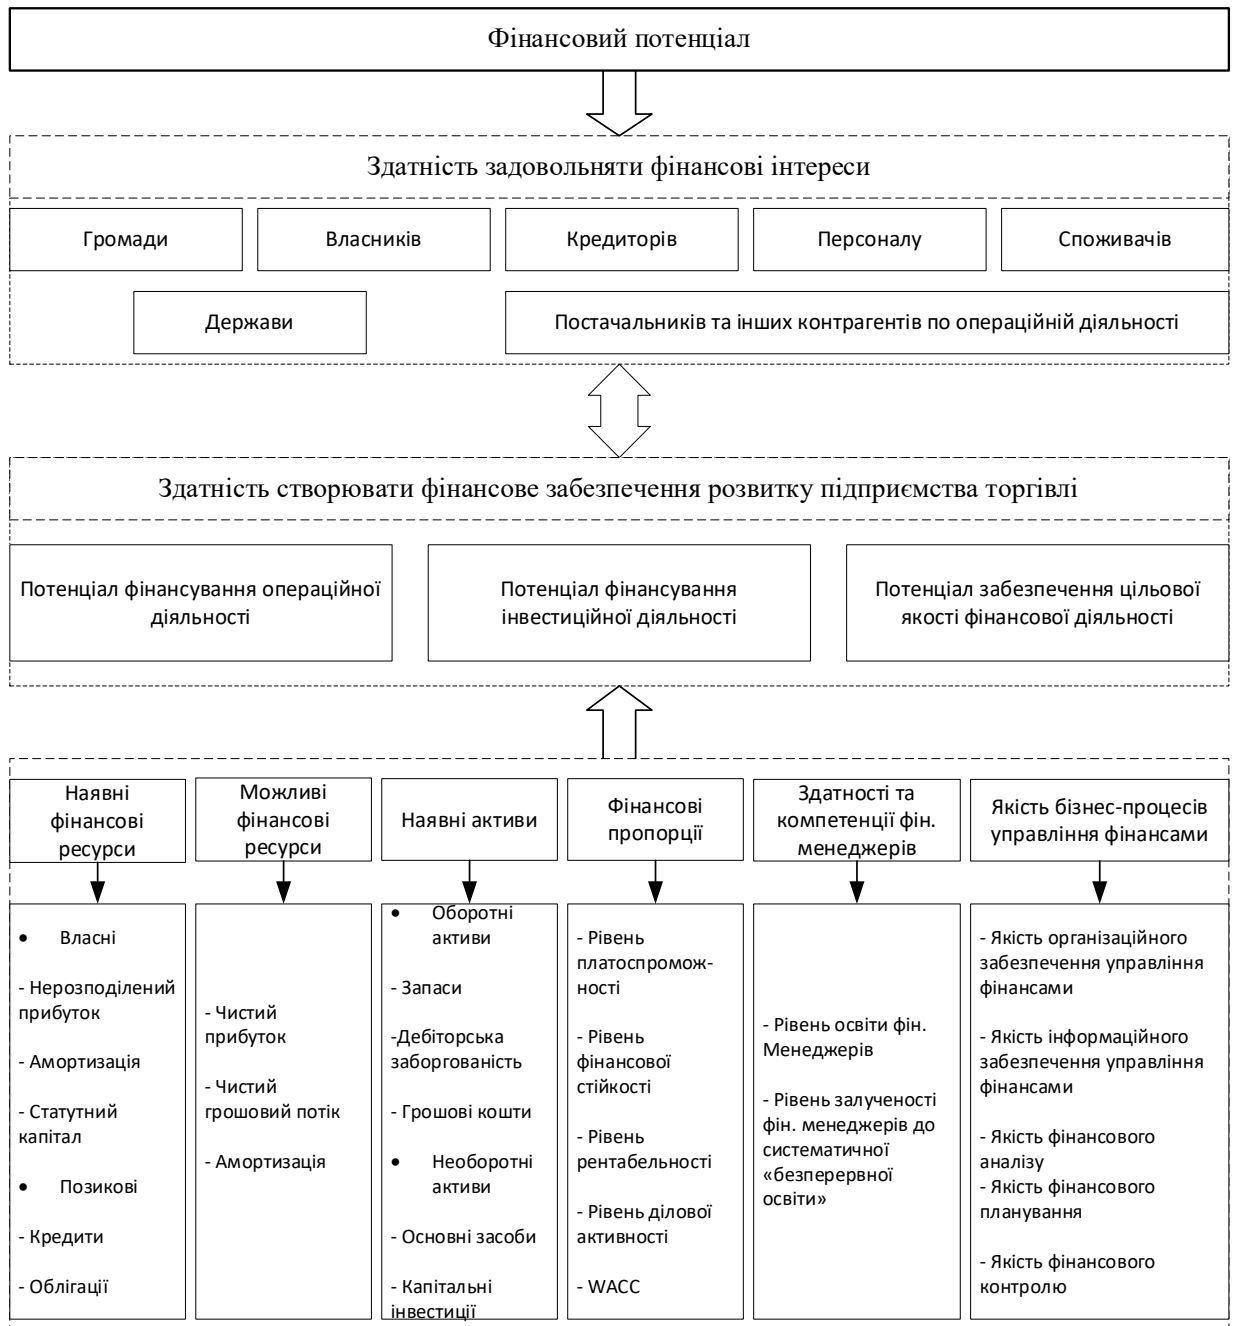 Фінансовий потенціал
Здатність задовольняти фінансові інтереси
Громади
Власників
Кредиторів
Персоналу
Споживачів
Держави
Постачальників та інших контрагентів по операційній діяльності
Здатність створювати фінансове забезпечення розвитку підприємства торгівлі
Потенціал фінансування операційної
діяльності
Потенціал фінансування
інвестиційної діяльності
Потенціал забезпечення цільової
якості фінансової діяльності
Наявні
фінансові
ресурси
Можливі
фінансові
ресурси
Наявні активи
Фінансові
пропорції
Здатності та
компетенції фін.
менеджерів
Якість бізнес-процесів
управління фінансами
• Власні
- Нерозподілений
прибуток
- Амортизація
- Статутний
капітал
• Позикові
- Кредити
- Облігації
- Чистий
прибуток
- Чистий
грошовий потік
- Амортизація
• Оборотні
активи
- Запаси
-Дебіторська
заборгованість
- Грошові кошти
• Необоротні
активи
- Основні засоби
- Капітальні
інвестиції
- Рівень
платоспромож-
ності
- Рівень
фінансової
стійкості
- Рівень
рентабельності
- Рівень ділової
активності
- WACC
- Рівень освіти фін.
Менеджерів
- Рівень залученості
фін. менеджерів до
систематичної
«безперервної
освіти»
- Якість організаційного
забезпечення управління
фінансами
- Якість інформаційного
забезпечення управління
фінансами
- Якість фінансового
аналізу
- Якість фінансового
планування
- Якість фінансового
контролю